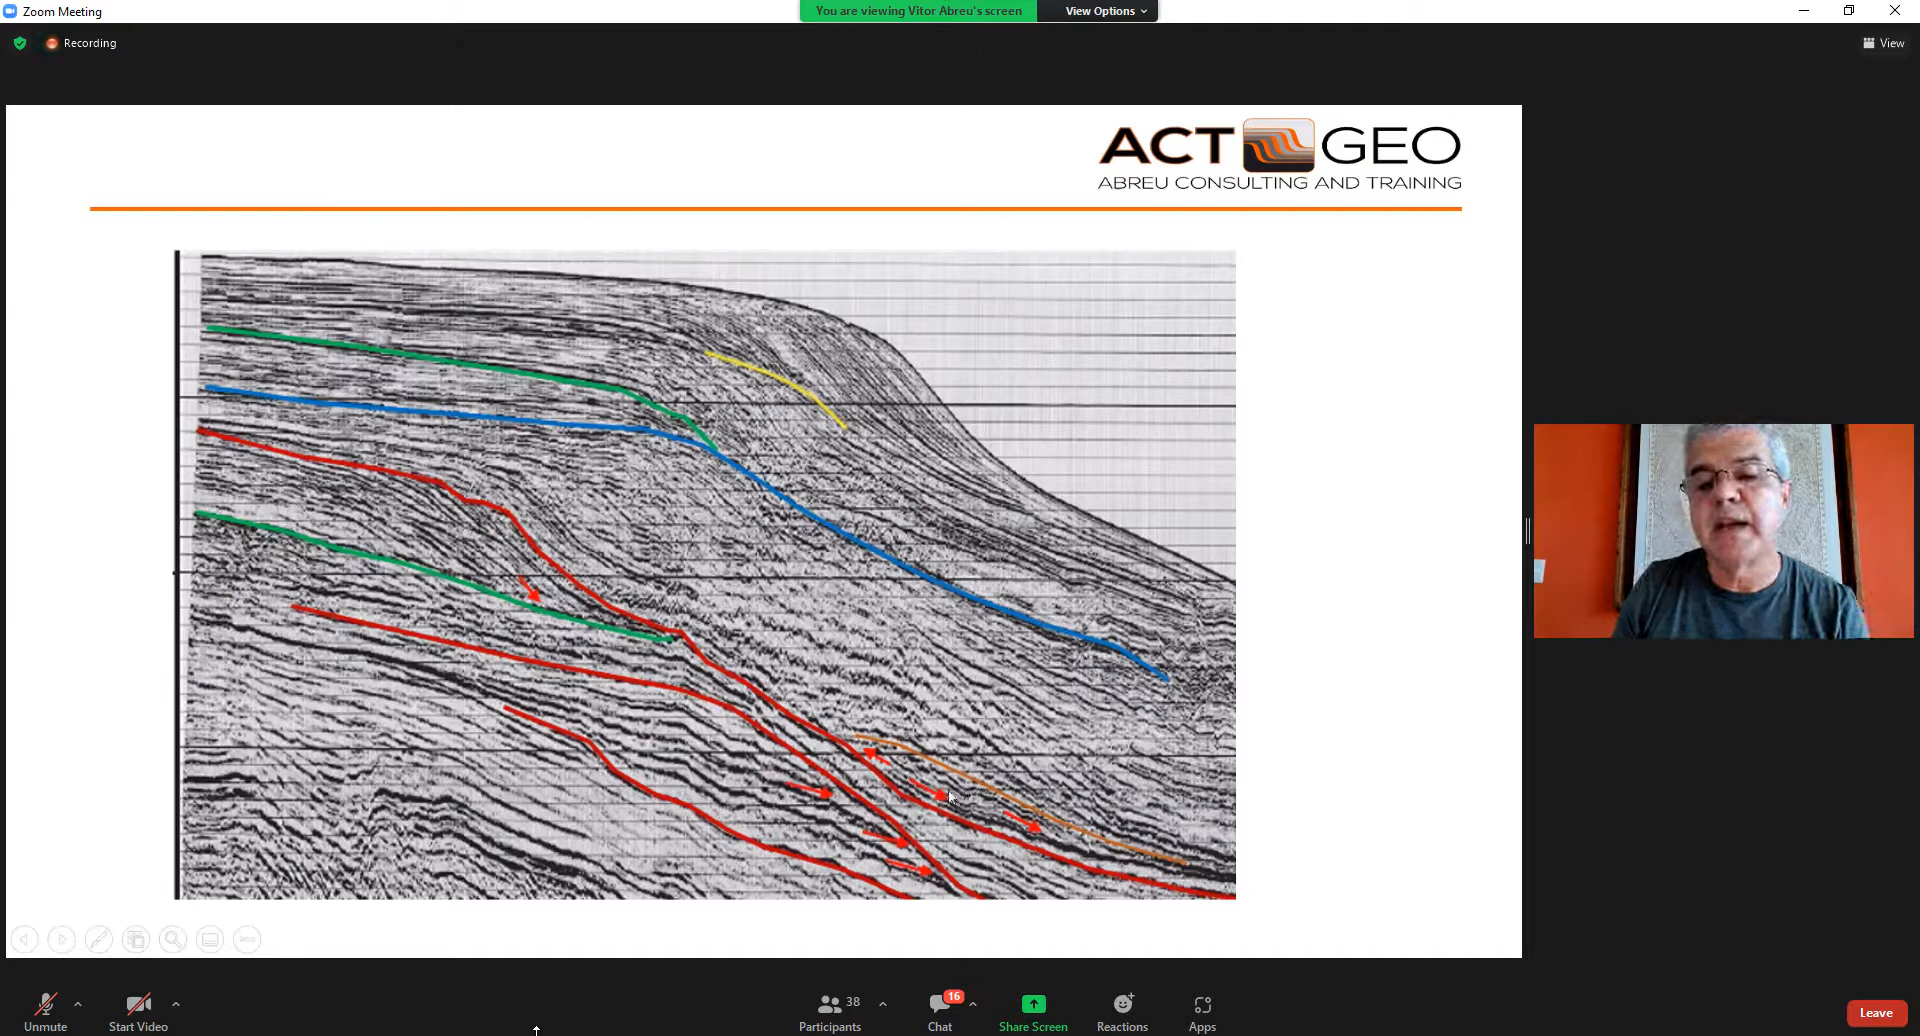 Zoom Meeting
You are viewing Vitor Abreu's screen
View Options
Recording
View
ACT GEO
ABREU CONSULTING AND TRAINING
Unmute
Start Video
38
Participants
16
Chat
Share Screen
Reactions
Apps
Leave